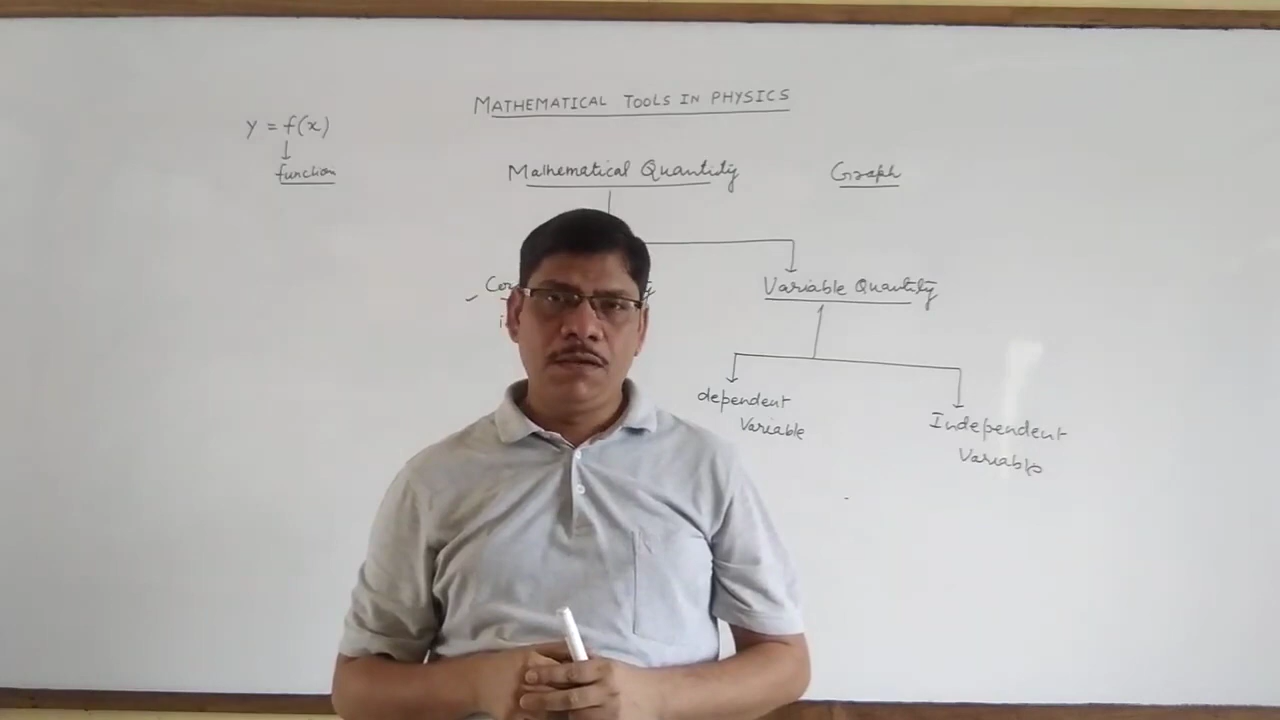 MATHEMATICAL TOOLS IN PHYSICS
y = f(x)
function
Mathematical Quantity
Graph
Variable Quantity
dependent
Variable
Independent
Variable